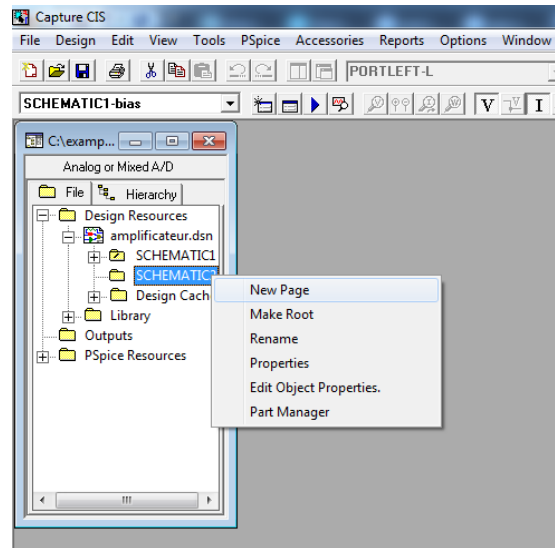 Capture CIS
File Design Edit View Tools PSpice Accessories Reports Options Window
PORTLEFT-L
SCHEMATIC1-bias
V
I
C:\examp...
Analog or Mixed A/D
File Hierarchy
Design Resources
amplificateur.dsn
SCHEMATIC1
Design Cach
Library
Outputs
PSpice Resources
New Page
Make Root
Rename
Properties
Edit Object Properties.
Part Manager